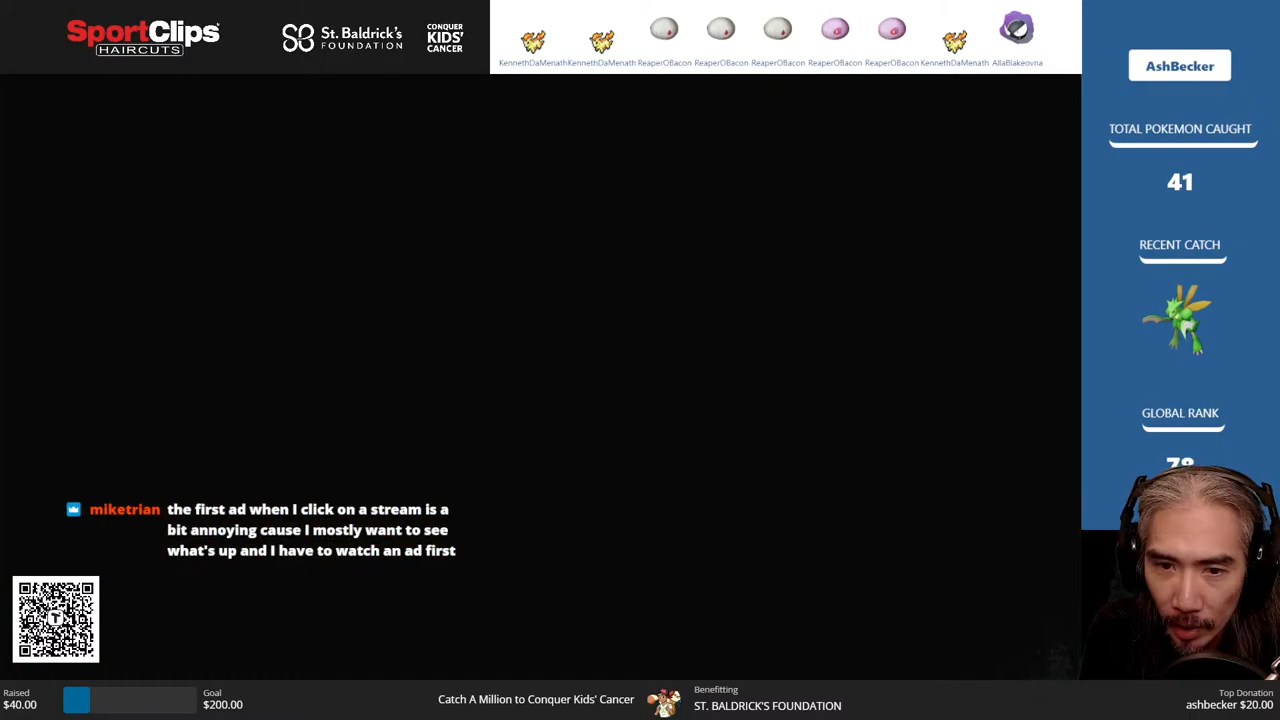 SportClips
HAIRCUTS
St. Baldrick's
FOUNDATION
CONQUER
KIDS'
CANCER
KennethDaMenath
KennethDaMenath
ReaperOBacon
ReaperOBacon
ReaperOBacon
ReaperOBacon
ReaperOBacon
KennethDaMenath
AllaBlakeovna
AshBecker
TOTAL POKEMON CAUGHT
41
RECENT CATCH
GLOBAL RANK
78
miketrian the first ad when I click on a stream is a
bit annoying cause I mostly want to see
what's up and I have to watch an ad first
Raised
$40.00
Goal
$200.00
Catch A Million to Conquer Kids' Cancer
Benefitting
ST. BALDRICK'S FOUNDATION
Top Donation
ashbecker $20.00